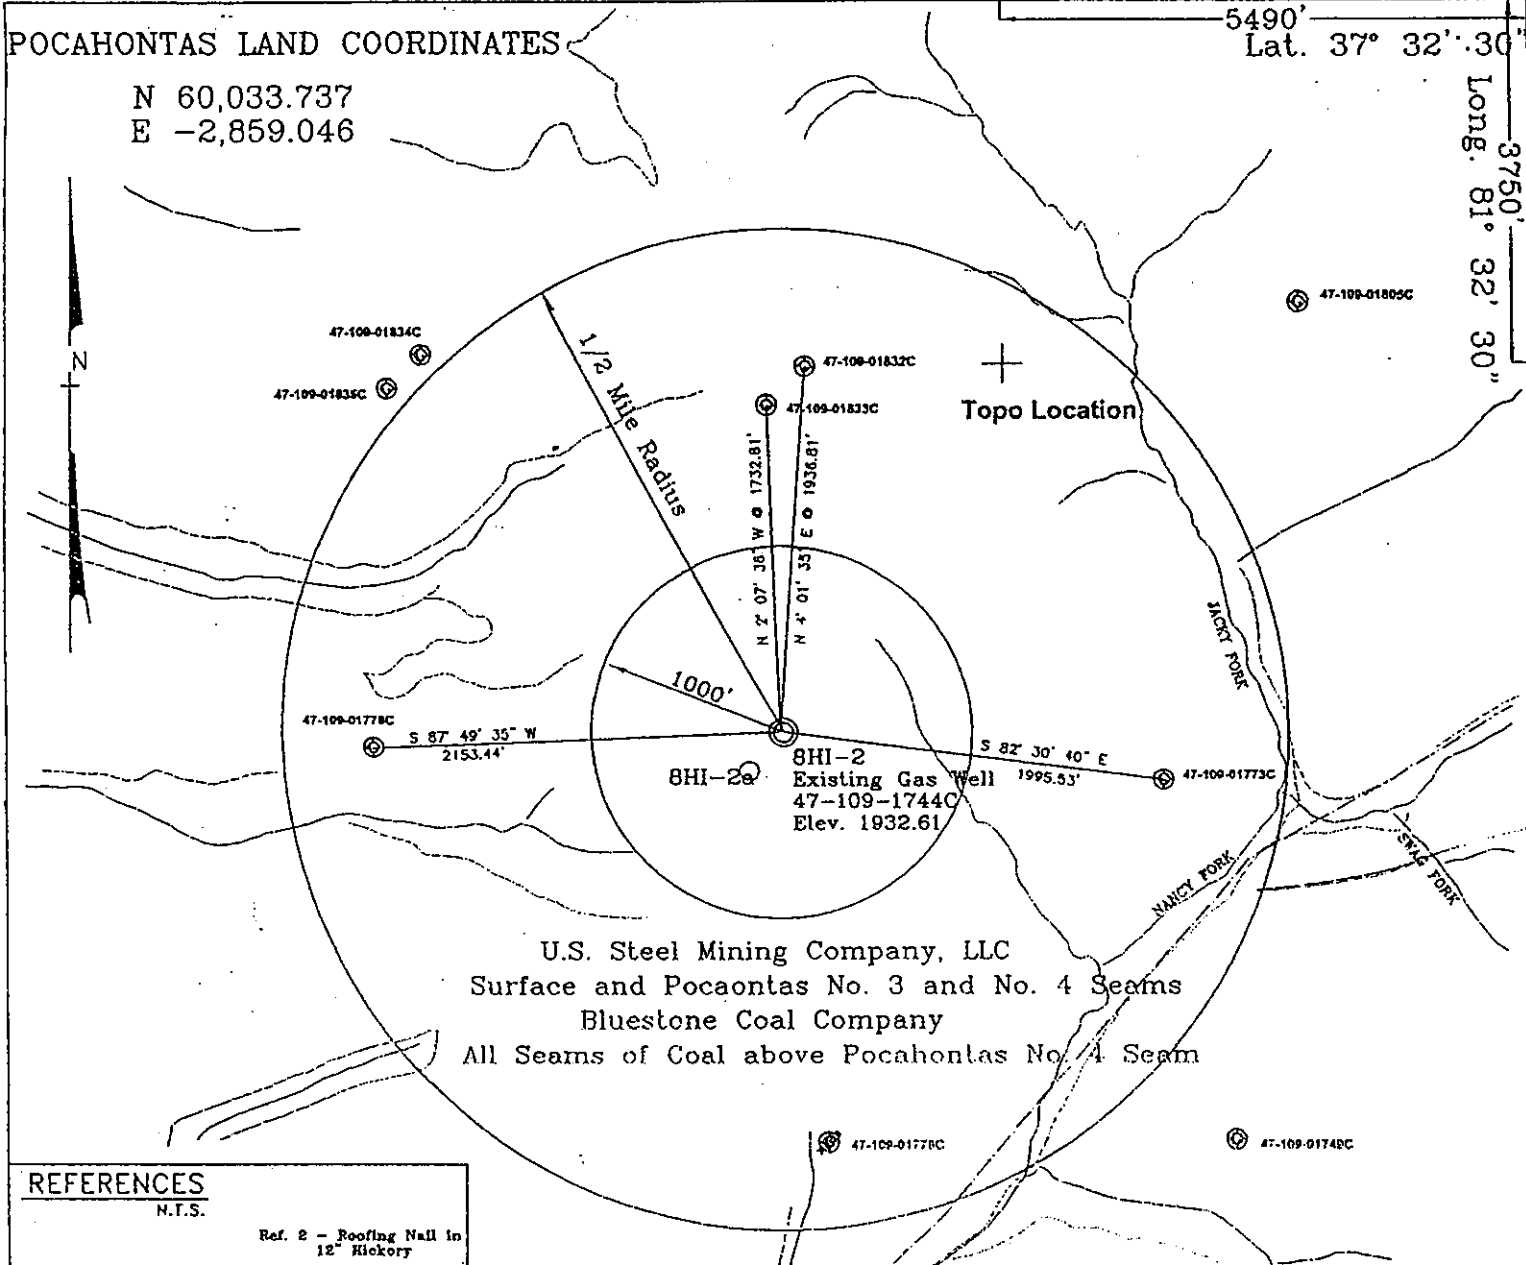 5490'
POCAHONTAS LAND COORDINATES
Lat. 37° 32' 30"
N 60,033.737
E -2,859.046
3750'
Long. 81° 32' 30"
47-109-01805C
47-109-01834C
N
47-109-01835C
1/2 Mile Radius
47-109-01832C
47-109-01833C
Topo Location
N 2° 07' 38" W @ 1732.81'
N 4° 01' 35" E @ 1936.81'
JACKY FORK
1000'
47-109-01778C
S 87° 49' 35" W
2153.44'
S 82° 30' 40" E
1995.53'
47-109-01773C
8HI-2a
8HI-2
Existing Gas Well
47-109-1744C
Elev. 1932.61
SWAG FORK
NANCY FORK
U.S. Steel Mining Company, LLC
Surface and Pocaontas No. 3 and No. 4 Seams
Bluestone Coal Company
All Seams of Coal above Pocahontas No. 4 Seam
47-109-01776C
47-109-01749C
REFERENCES
N.T.S.
Ref. 2 - Roofing Nail in
12" Hickory